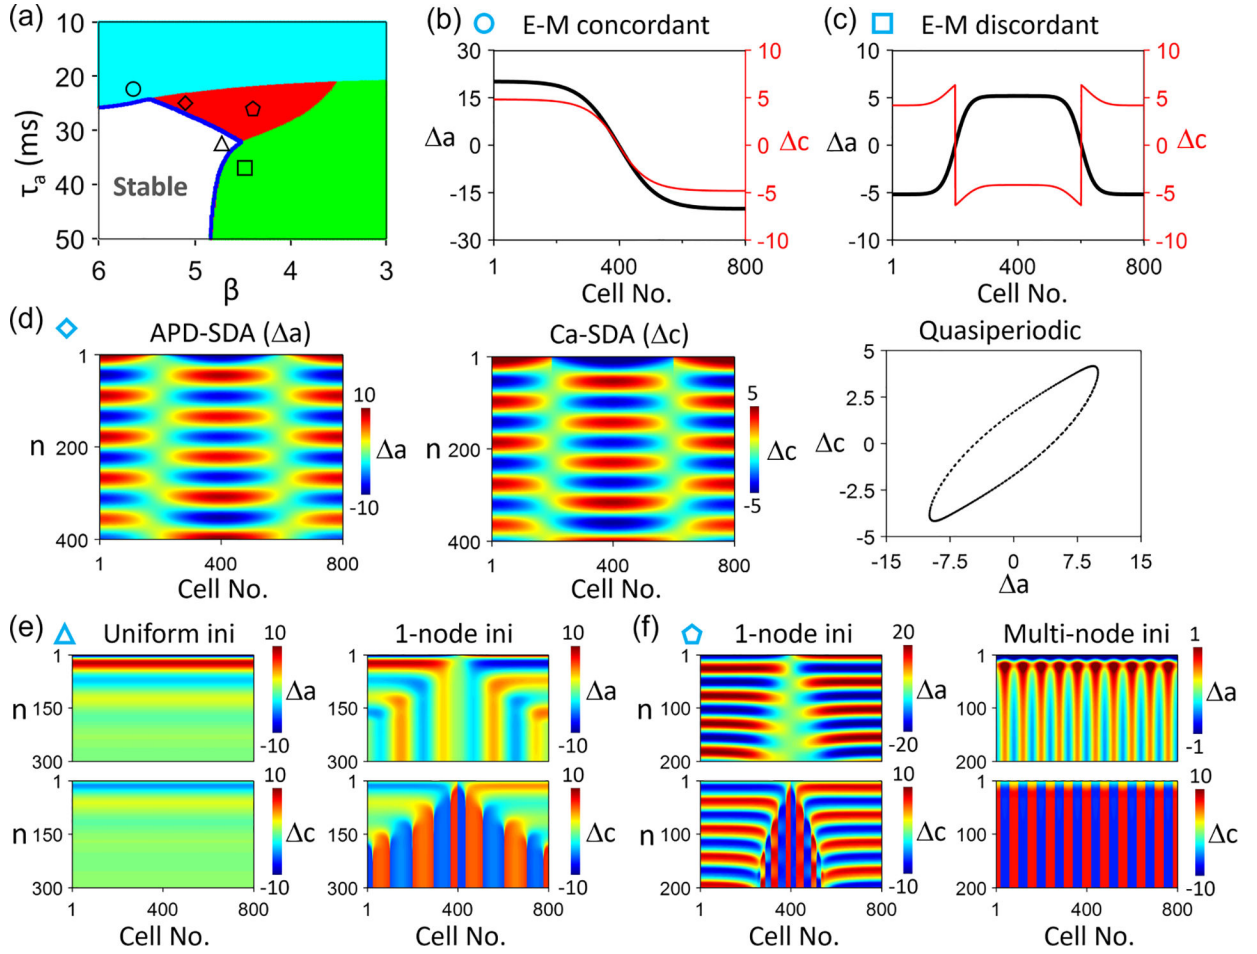 (a)
10
20
30
40
50
τa (ms)
Stable
6 5 4 3
β
(b) E-M concordant
30
15
0
-15
-30
Δa
10
5
0
-5
-10
Δc
1 400 800
Cell No.
(c) E-M discordant
10
5
0
-5
-10
Δa
10
5
0
-5
-10
Δc
1 400 800
Cell No.
(d)
APD-SDA (Δa)
1
n 200
400
1 400 800
Cell No.
10
Δa
-10
Ca-SDA (Δc)
1
n 200
400
1 400 800
Cell No.
5
Δc
-5
Quasiperiodic
5
2.5
Δc 0
-2.5
-5
-15 -7.5 0 7.5 15
Δa
(e) Uniform ini
1
n 150
300
10
Δa
-10
1
n 150
300
10
Δc
-10
1 400 800
Cell No.
1-node ini
1
150
300
10
Δa
-10
1
150
300
10
Δc
-10
1 400 800
Cell No.
(f) 1-node ini
1
n 100
200
20
Δa
-20
1
n 100
200
10
Δc
-10
1 400 800
Cell No.
Multi-node ini
1
100
200
1
Δa
-1
1
100
200
10
Δc
-10
1 400 800
Cell No.